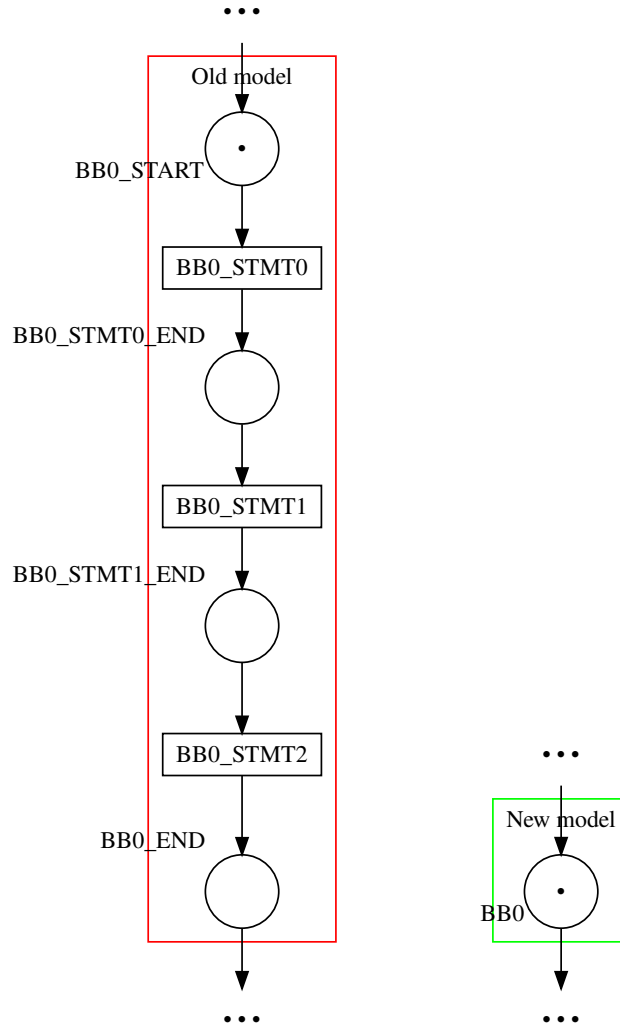 ...
Old model
BB0_START
BB0_STMT0
BB0_STMT0_END
BB0_STMT1
BB0_STMT1_END
BB0_STMT2
BB0_END
...
...
New model
BB0
...